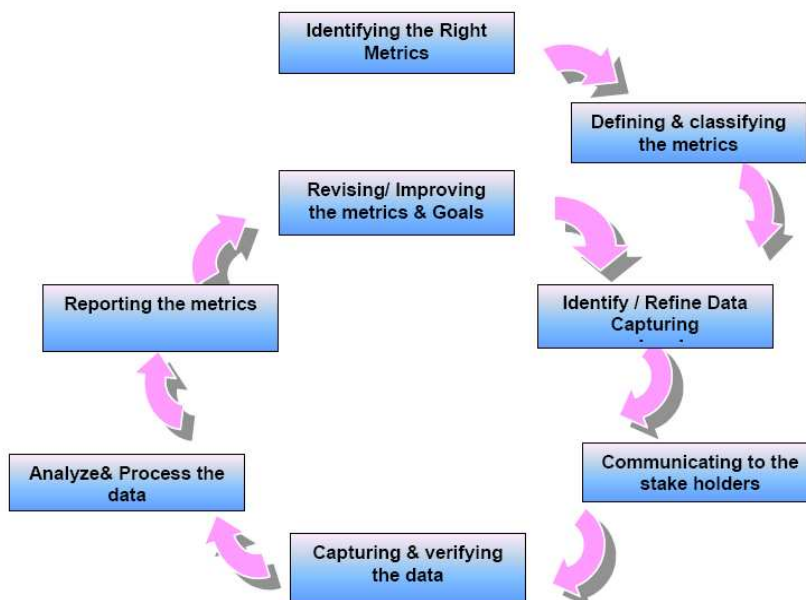 Identifying the Right
Metrics
Defining & classifying
the metrics
Revising/ Improving
the metrics & Goals
Identify / Refine Data
Capturing
Reporting the metrics
Communicating to the
stake holders
Analyze& Process the
data
Capturing & verifying
the data